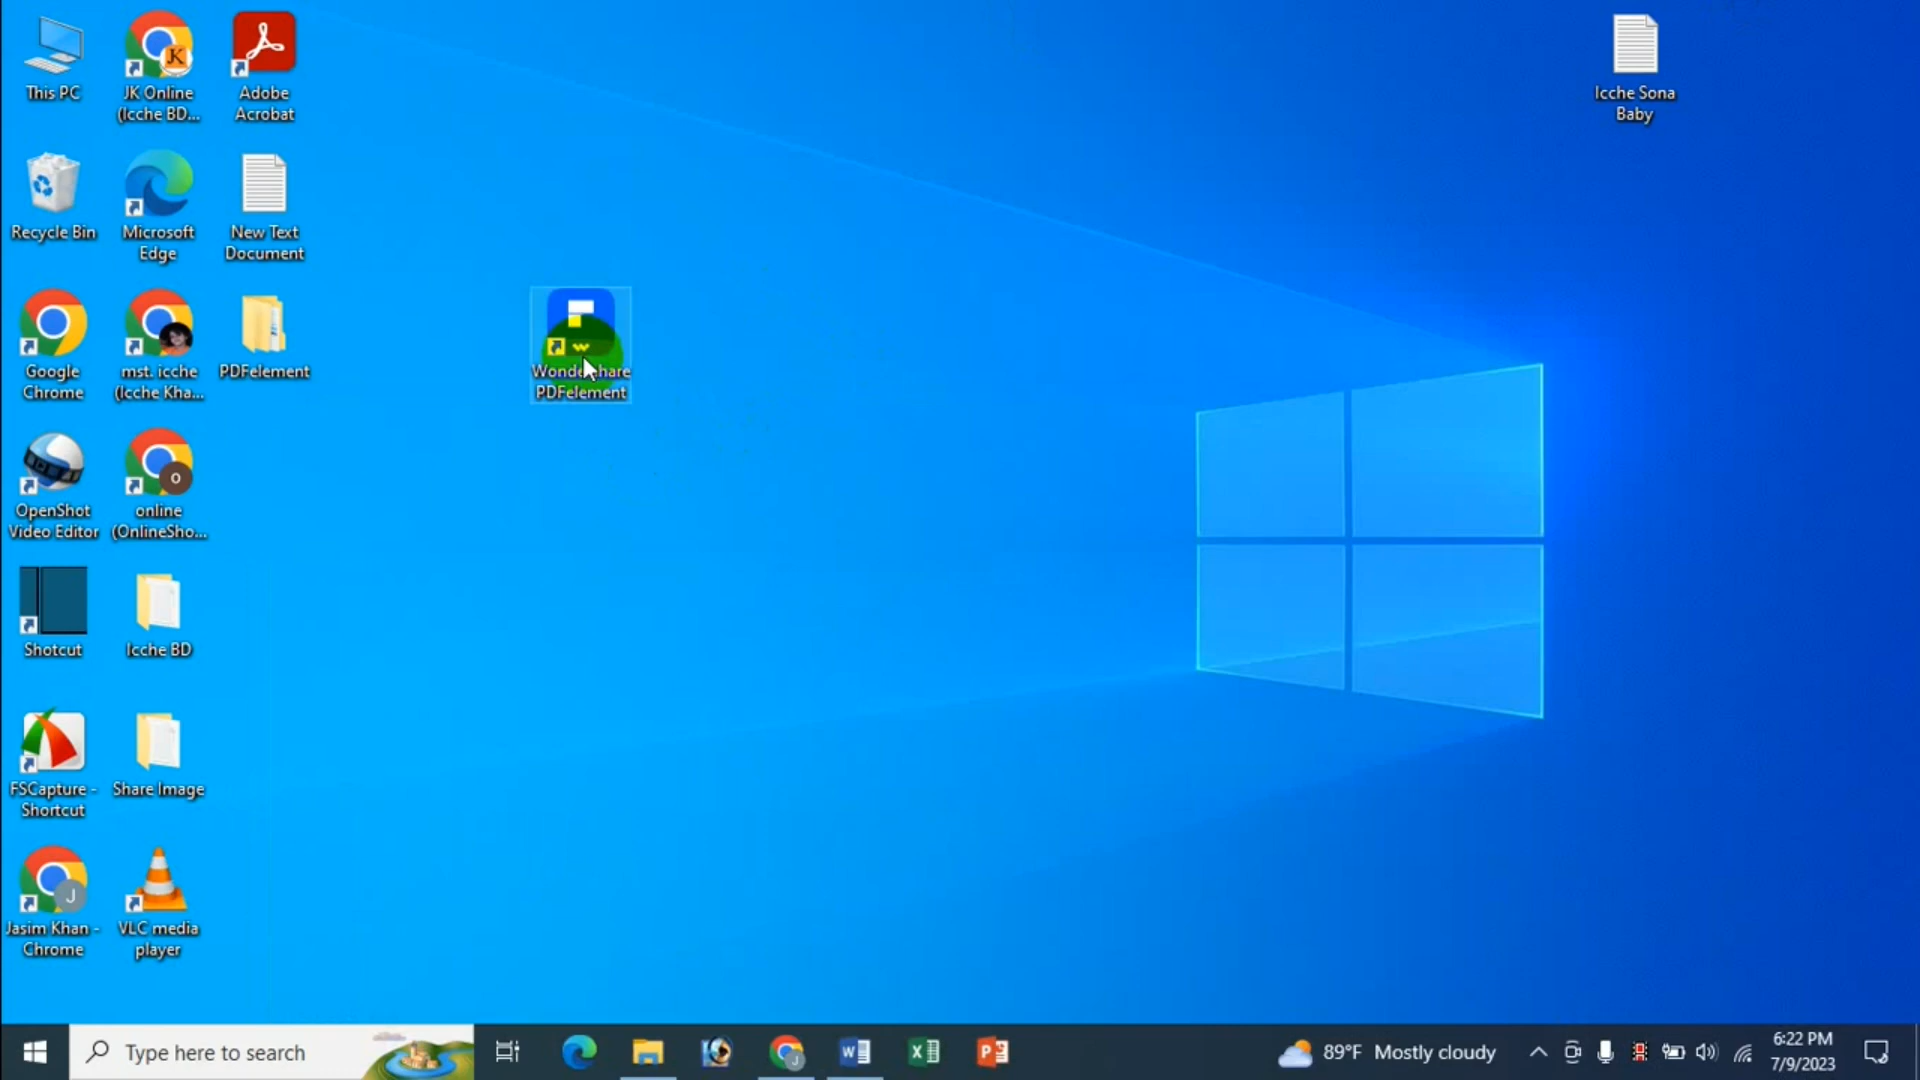 This PC
JK Online
(Icche BD...
Adobe
Acrobat
Icche Sona
Baby
Recycle Bin
Microsoft
Edge
New Text
Document
Google
Chrome
mst. icche
(Icche Kha...
PDFelement
Wondershare
PDFelement
OpenShot
Video Editor
online
(OnlineSho...
Shotcut
Icche BD
FSCapture -
Shortcut
Share Image
Jasim Khan -
Chrome
VLC media
player
Type here to search
89°F Mostly cloudy
6:22 PM
7/9/2023